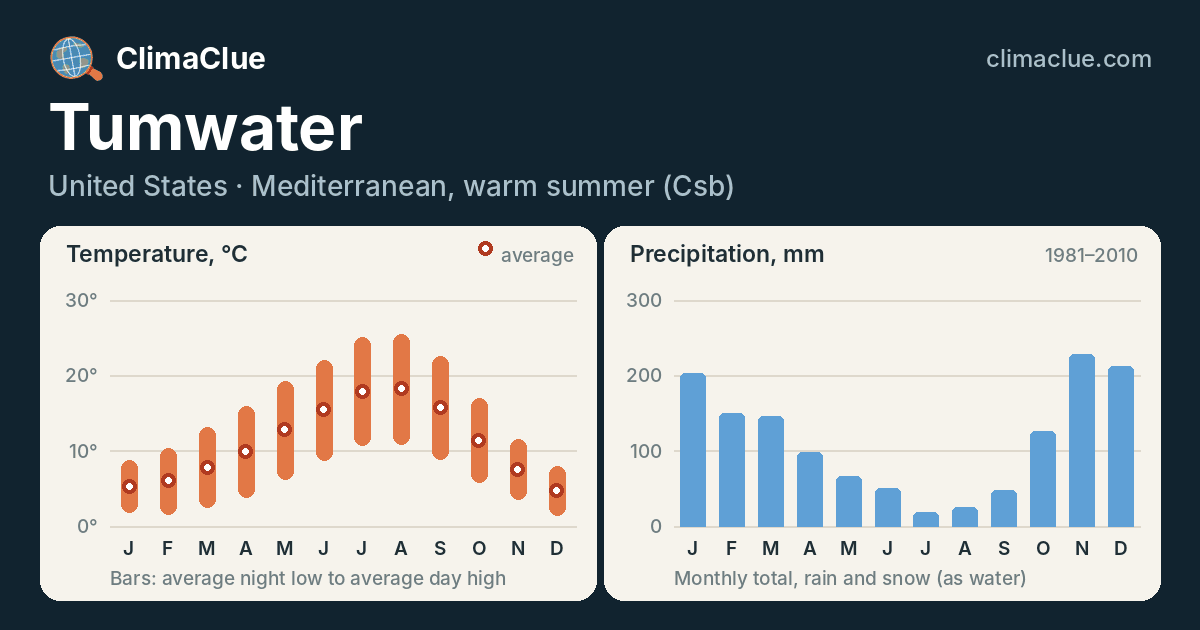 ClimaClue
climaclue.com
Tumwater
United States · Mediterranean, warm summer (Csb)
Temperature, °C
average
30°
20°
10°
0°
J F M A M J J A S O N D
Bars: average night low to average day high
Precipitation, mm
1981–2010
300
200
100
0
J F M A M J J A S O N D
Monthly total, rain and snow (as water)